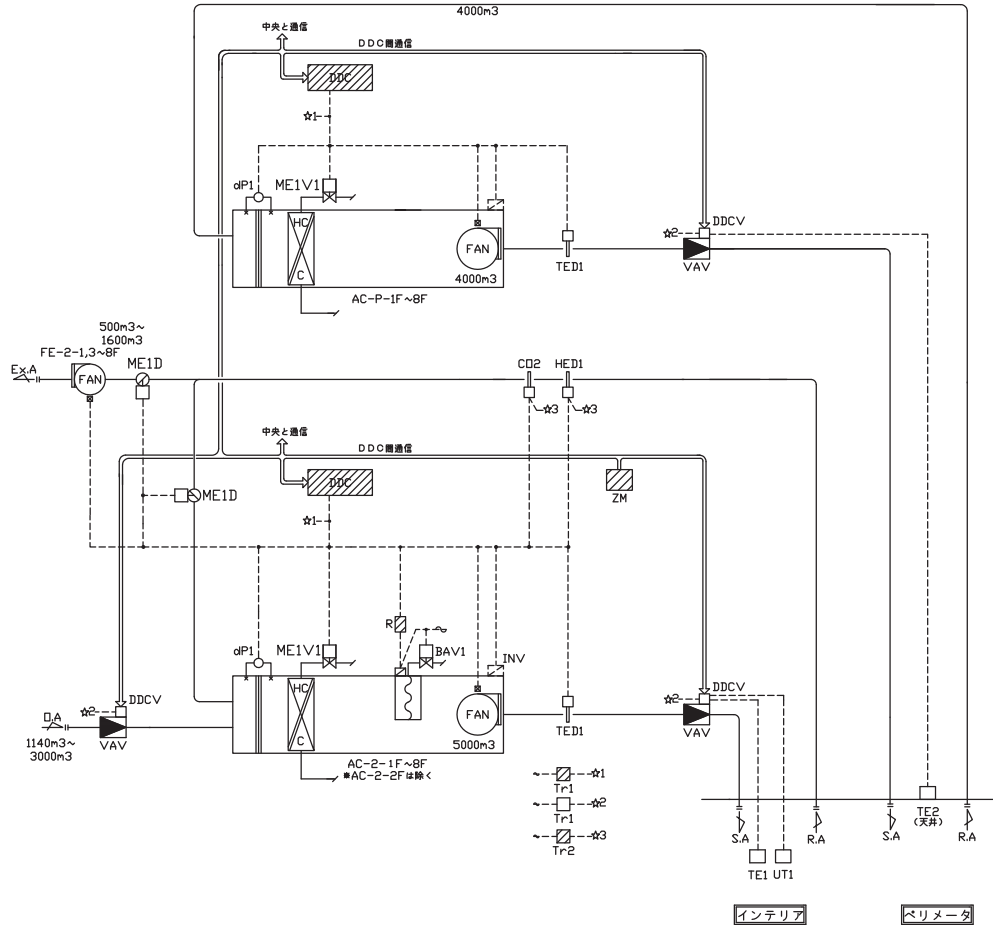 4000m3
中央と通信
DDC間通信
DDC
☆1
dP1
ME1V1
HC
C
FAN
4000m3
TED1
☆2
DDCV
VAV
AC-P-1F~8F
500m3~
1600m3
FE-2-1,3~8F
ME1D
Ex.A
FAN
CO2
HED1
☆3
☆3
中央と通信
DDC間通信
DDC
ZM
ME1D
☆1
R
dP1
ME1V1
BAV1
INV
HC
C
FAN
5000m3
TED1
☆2
DDCV
VAV
O.A
☆2
DDCV
VAV
1140m3~
3000m3
AC-2-1F~8F
※AC-2-2Fは除く
☆1
Tr1
☆2
Tr1
☆3
Tr2
S.A
R.A
S.A
TE2
(天井)
R.A
TE1
UT1
インテリア
ペリメータ